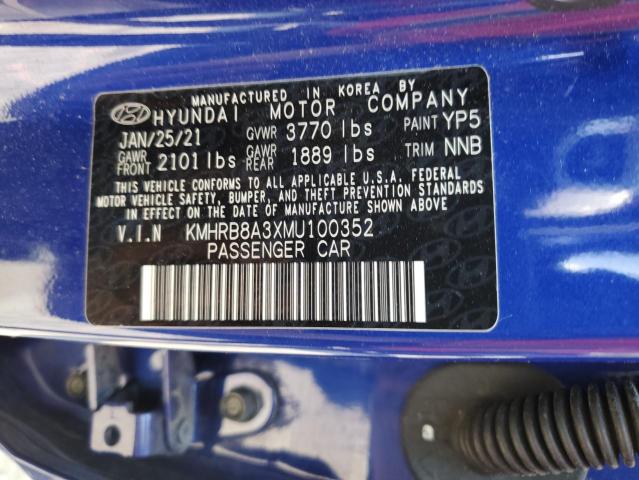 MANUFACTURED IN KOREA BY
HYUNDAI MOTOR COMPANY
JAN/25/21 GVWR 3770 lbs PAINT YP5
GAWR FRONT 2101 lbs GAWR REAR 1889 lbs TRIM NNB
THIS VEHICLE CONFORMS TO ALL APPLICABLE U.S.A. FEDERAL
MOTOR VEHICLE SAFETY, BUMPER, AND THEFT PREVENTION STANDARDS
IN EFFECT ON THE DATE OF MANUFACTURE SHOWN ABOVE.
V.I.N KMHRB8A3XMU100352
PASSENGER CAR